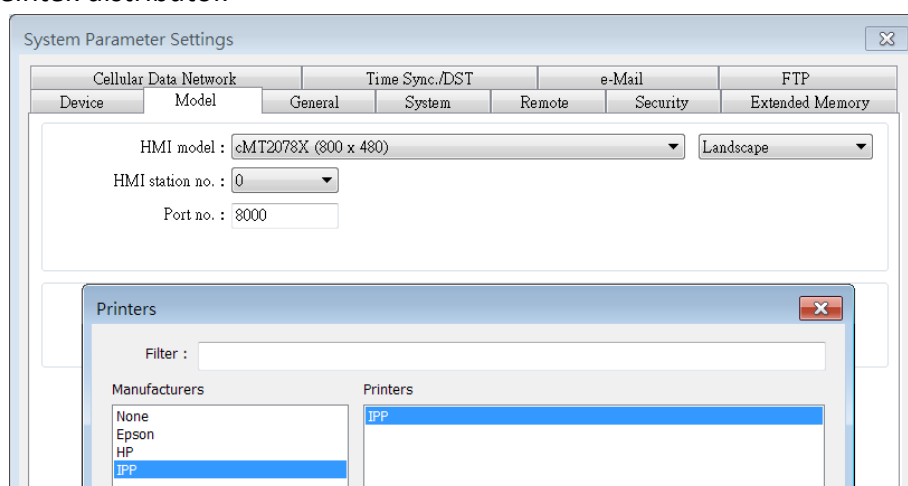 System Parameter Settings
Cellular Data Network Time Sync./DST e-Mail FTP
Device Model General System Remote Security Extended Memory
HMI model : cMT2078X (800 x 480) Landscape
HMI station no. : 0
Port no. : 8000
Printers
Filter :
Manufacturers Printers
None IPP
Epson
HP
IPP